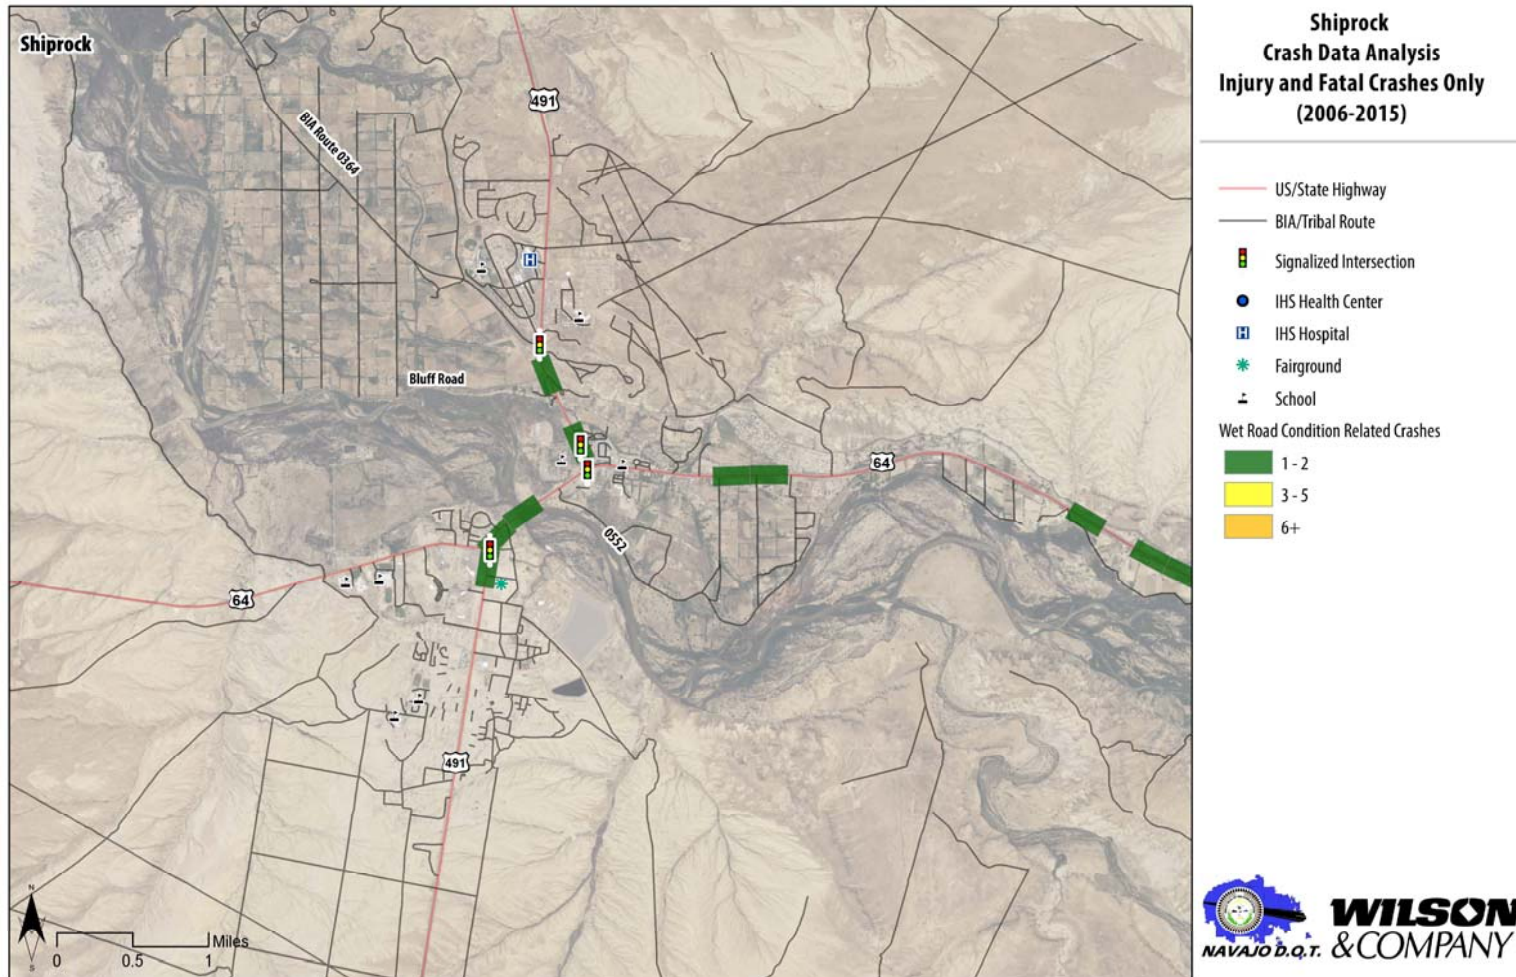 Shiprock
Crash Data Analysis
Injury and Fatal Crashes Only
(2006-2015)
Shiprock
491
BIA Route 0364
Bluff Road
64
0552
64
491
US/State Highway
BIA/Tribal Route
Signalized Intersection
IHS Health Center
H IHS Hospital
Fairground
School
Wet Road Condition Related Crashes
1 - 2
3 - 5
6+
H
N
S
Miles
0 0.5 1
NAVAJO D.O.T.
WILSON
&COMPANY